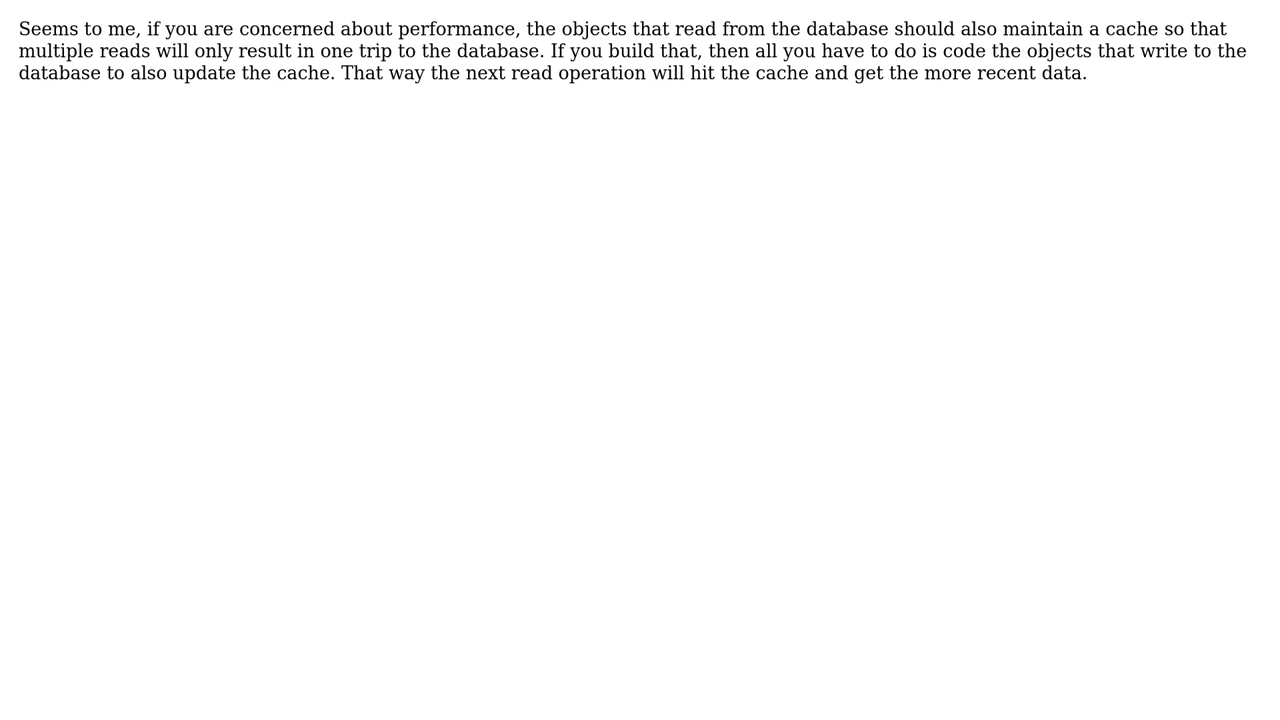 Seems to me, if you are concerned about performance, the objects that read from the database should also maintain a cache so that
multiple reads will only result in one trip to the database. If you build that, then all you have to do is code the objects that write to the
database to also update the cache. That way the next read operation will hit the cache and get the more recent data.